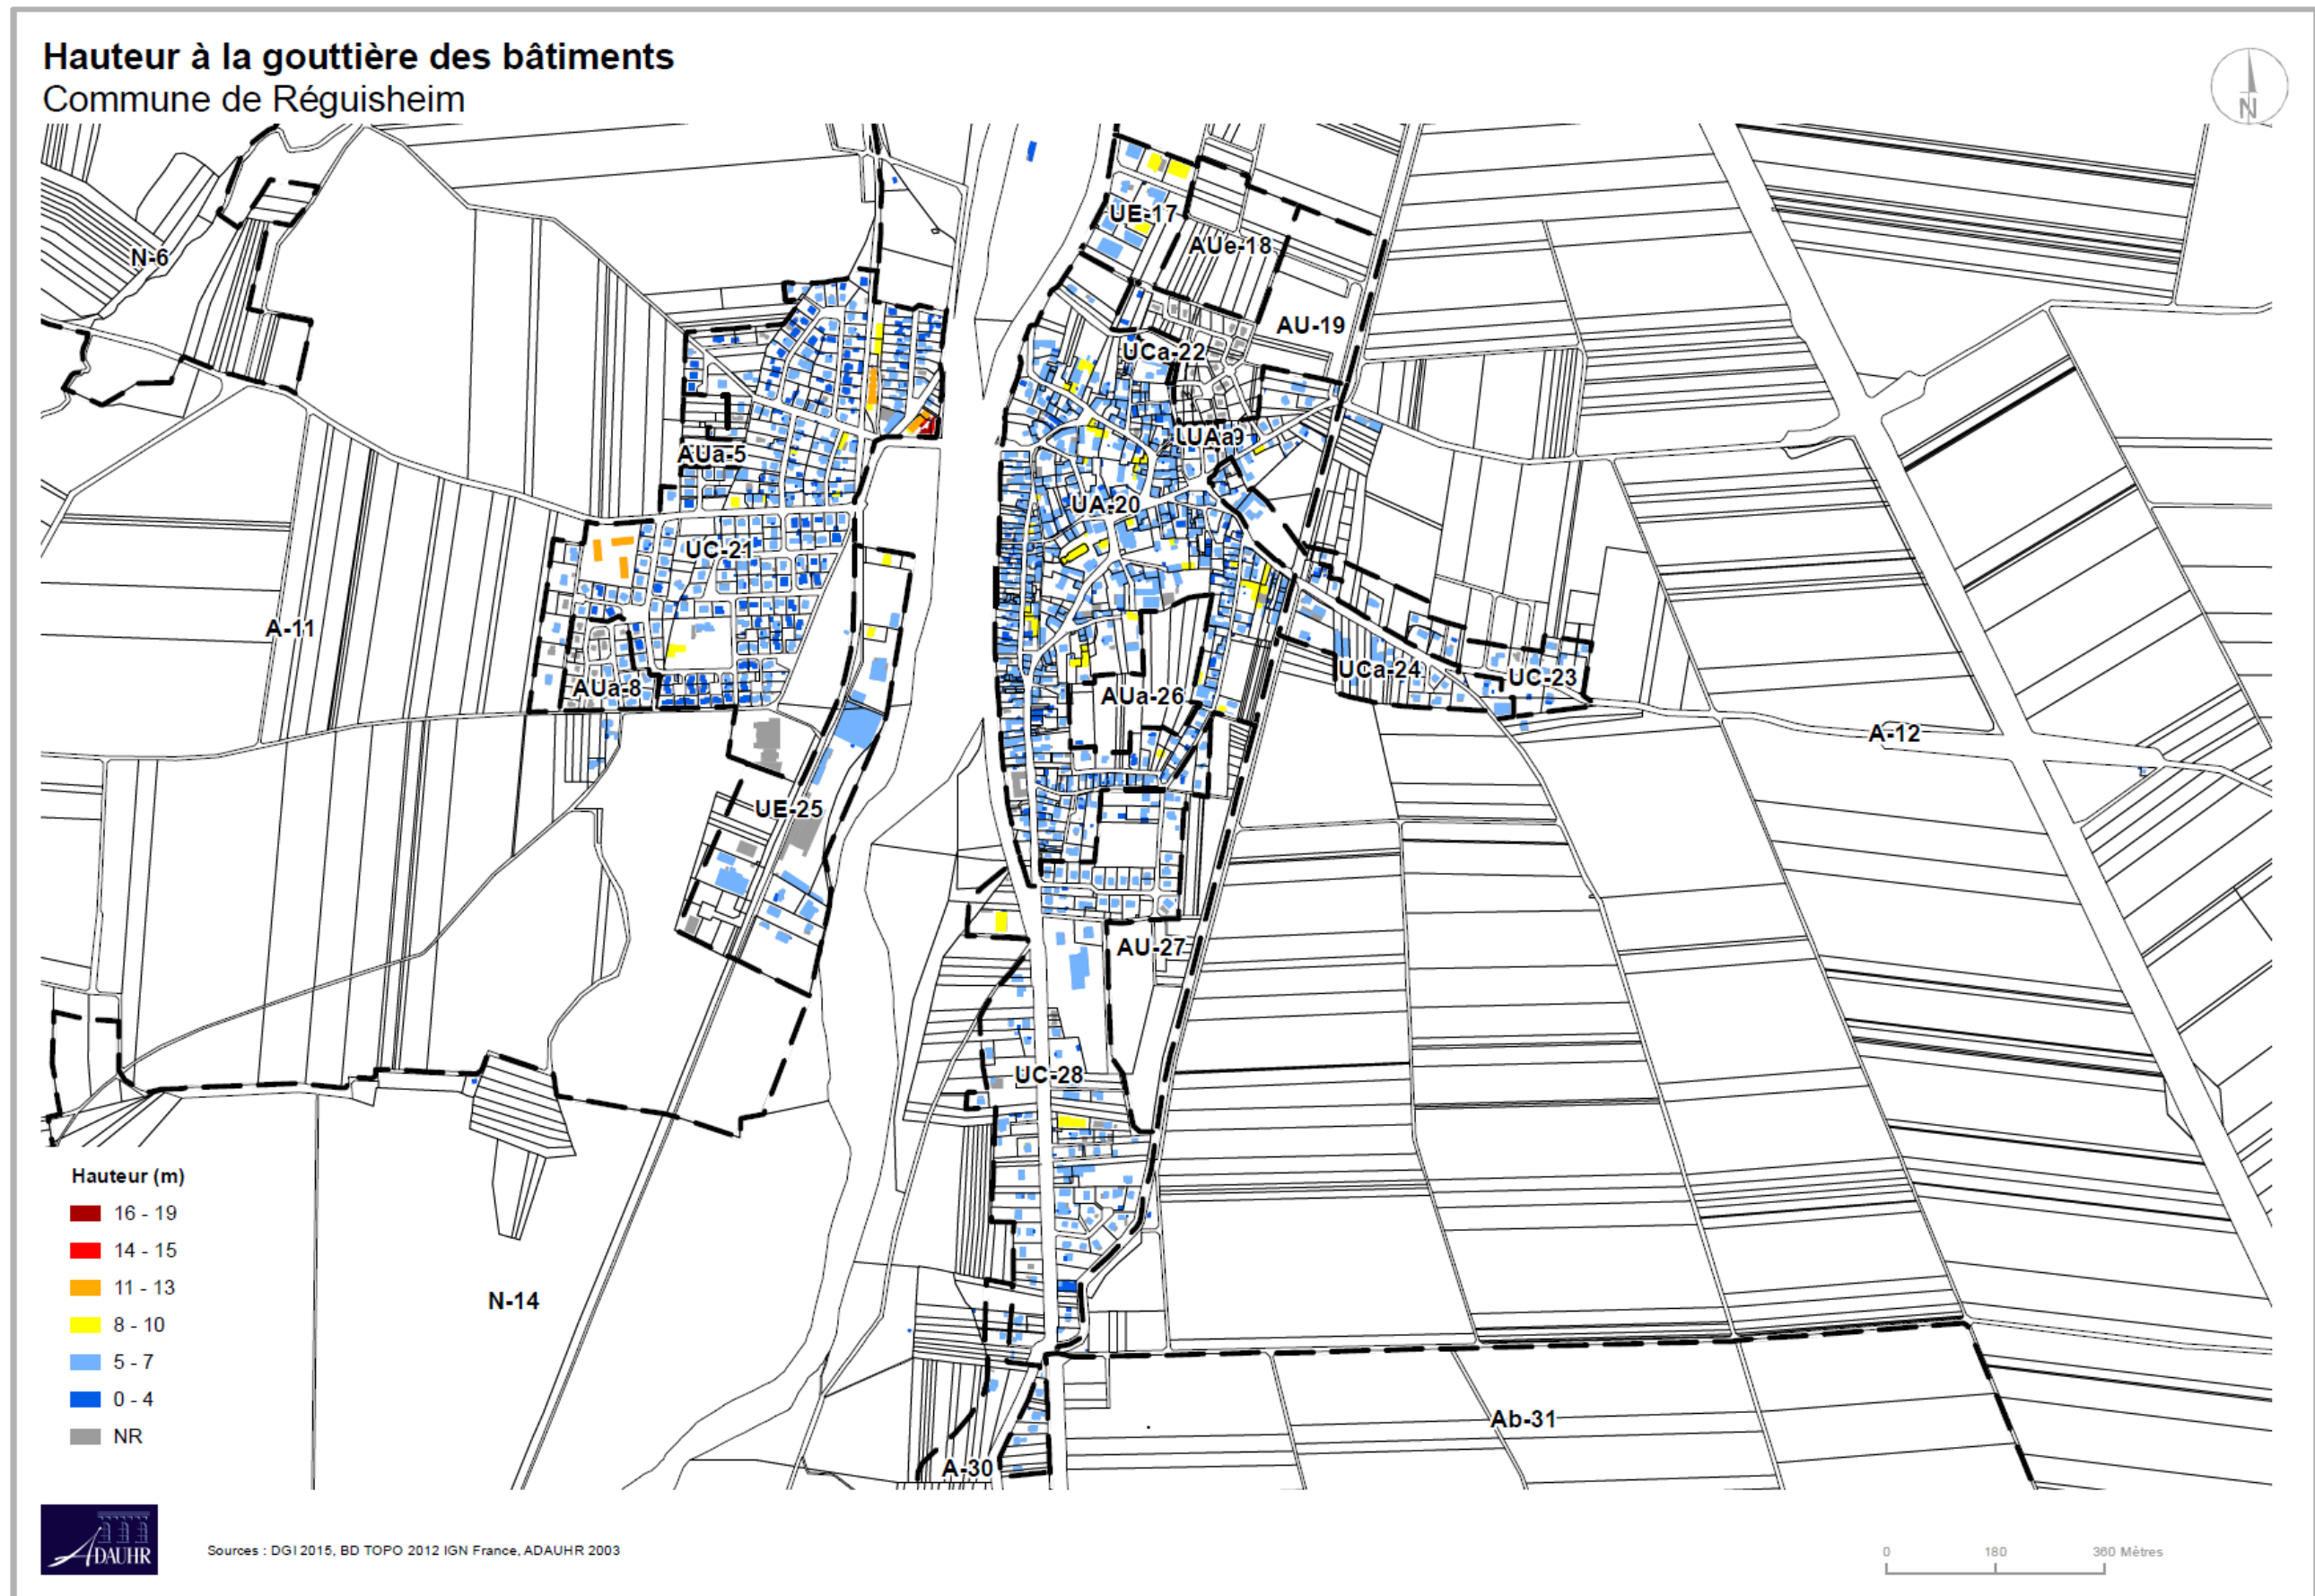 Hauteur à la gouttière des bâtiments
Commune de Réguisheim
N
N-6
UE-17
AUe-18
AU-19
UCa-22
AUa-5
UA-20
UC-21
A-11
AUa-8
UCa-24
UC-23
AUa-26
A-12
UE-25
AU-27
UC-28
N-14
Ab-31
A-30
Hauteur (m)
16 - 19
14 - 15
11 - 13
8 - 10
5 - 7
0 - 4
NR
ADAUHR
Sources : DGI 2015, BD TOPO 2012 IGN France, ADAUHR 2003
0 180 360 Mètres